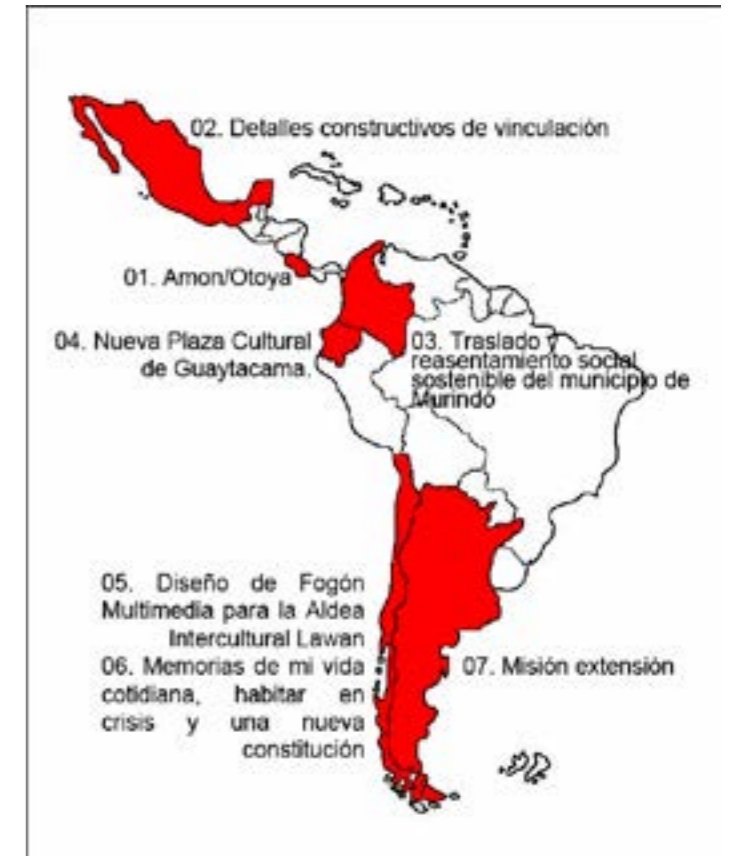 02. Detalles constructivos de vinculación
01. Amon/Otoya
04. Nueva Plaza Cultural
de Guaytacama.
03. Traslado y
reasentamiento social
sostenible del municipio de
Murindó
05. Diseño de Fogón
Multimedia para la Aldea
Intercultural Lawan
06. Memorias de mi vida
cotidiana, habitar en
crisis y una nueva
constitución
07. Misión extensión